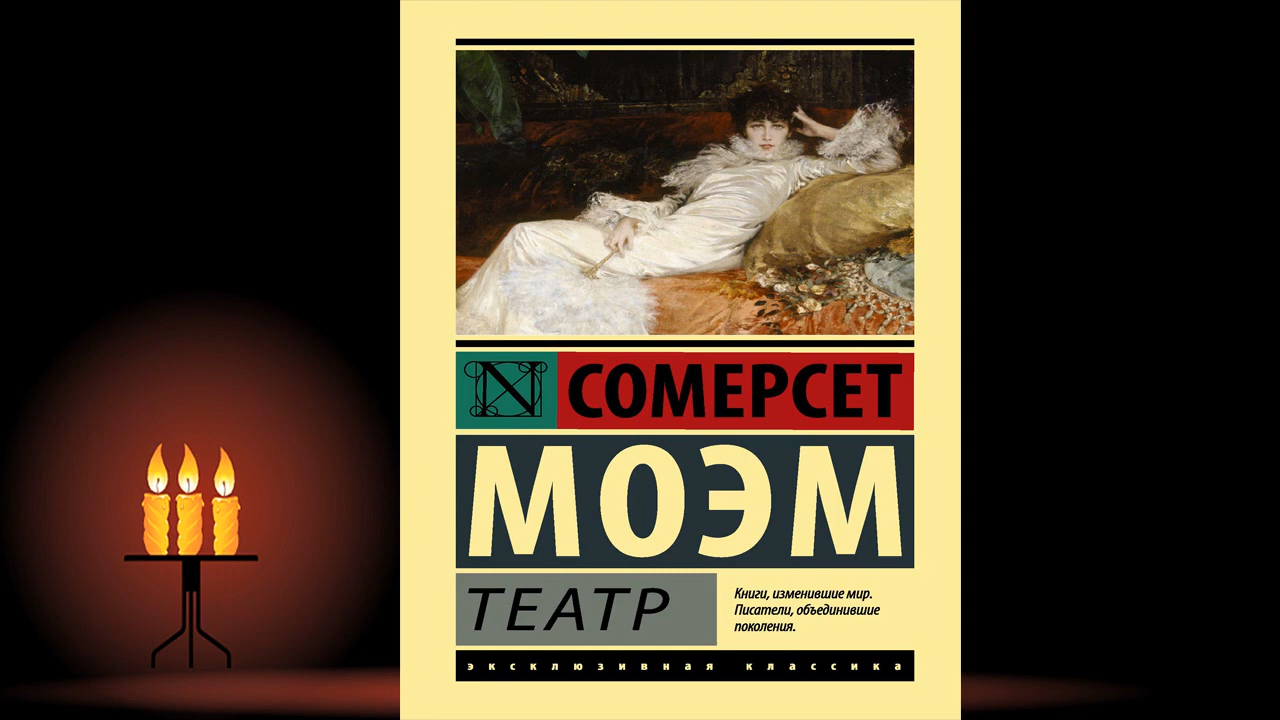 N СОМЕРСЕТ
МОЭМ
ТЕАТР
Книги, изменившие мир.
Писатели, объединившие
поколения.
эксклюзивная классика